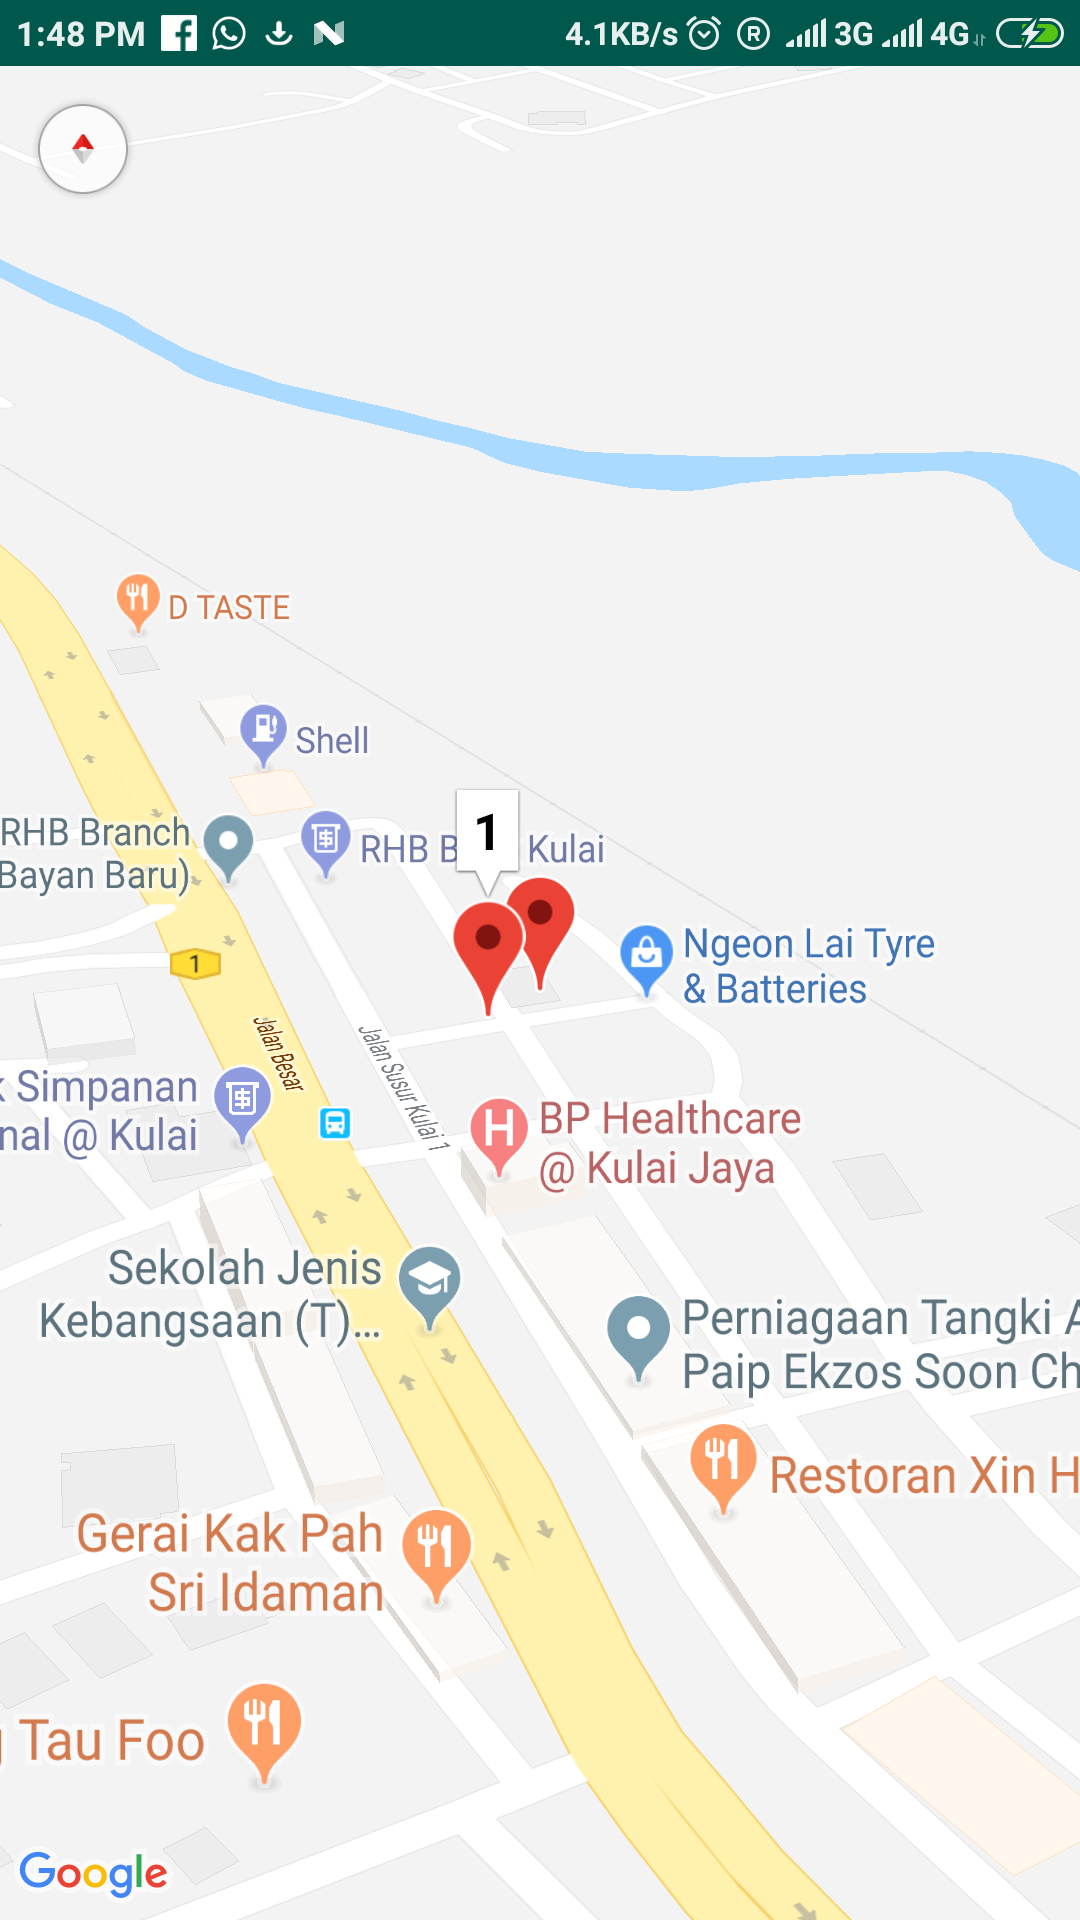 1:48 PM
4.1KB/s
R
3G
4G
D TASTE
Shell
RHB Branch
Bayan Baru)
RHB B
Kulai
1
Ngeon Lai Tyre
& Batteries
1
Jalan Besar
Jalan Susur Kulai 1
Simpanan
nal @ Kulai
H
BP Healthcare
@ Kulai Jaya
Sekolah Jenis
Kebangsaan (T)...
Perniagaan Tangki A
Paip Ekzos Soon Ch
Restoran Xin H
Gerai Kak Pah
Sri Idaman
Tau Foo
Google